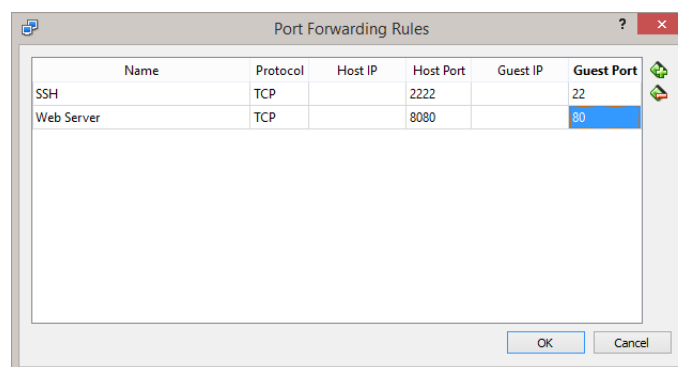 Port Forwarding Rules ?
Name Protocol Host IP Host Port Guest IP Guest Port
SSH TCP 2222 22
Web Server TCP 8080 80
OK Cancel